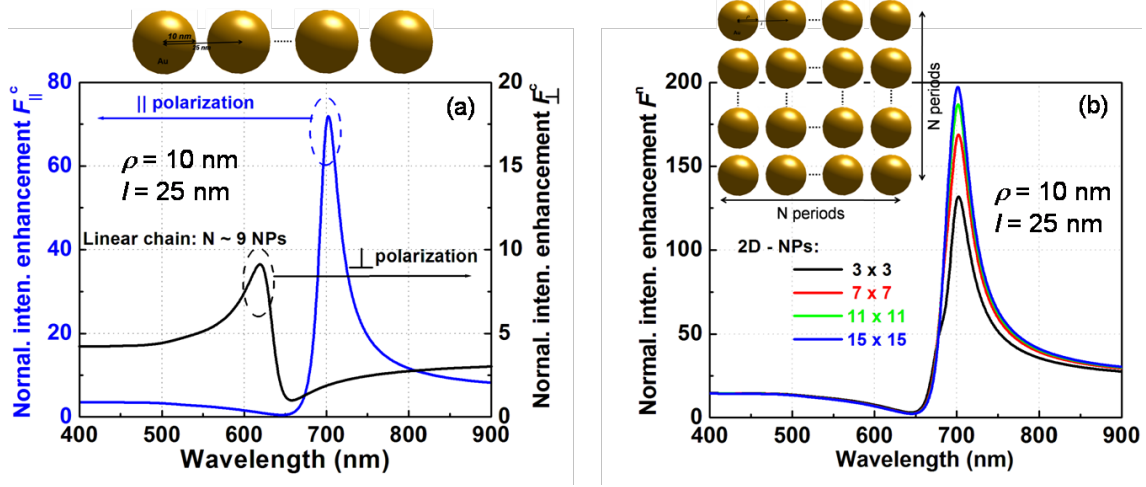 10 nm
25 nm
Au
(a)
|| polarization
ρ = 10 nm
l = 25 nm
Linear chain: N ~ 9 NPs
⊥ polarization
Normal. inten. enhancement F∥ᶜ
80
60
40
20
0
Normal. inten. enhancement F⊥ᶜ
20
15
10
5
0
400 500 600 700 800 900
Wavelength (nm)
ρ
l
Au
N periods
N periods
(b)
ρ = 10 nm
l = 25 nm
2D - NPs:
3 x 3
7 x 7
11 x 11
15 x 15
Normal. inten. enhancement Fⁿ
200
150
100
50
0
400 500 600 700 800 900
Wavelength (nm)